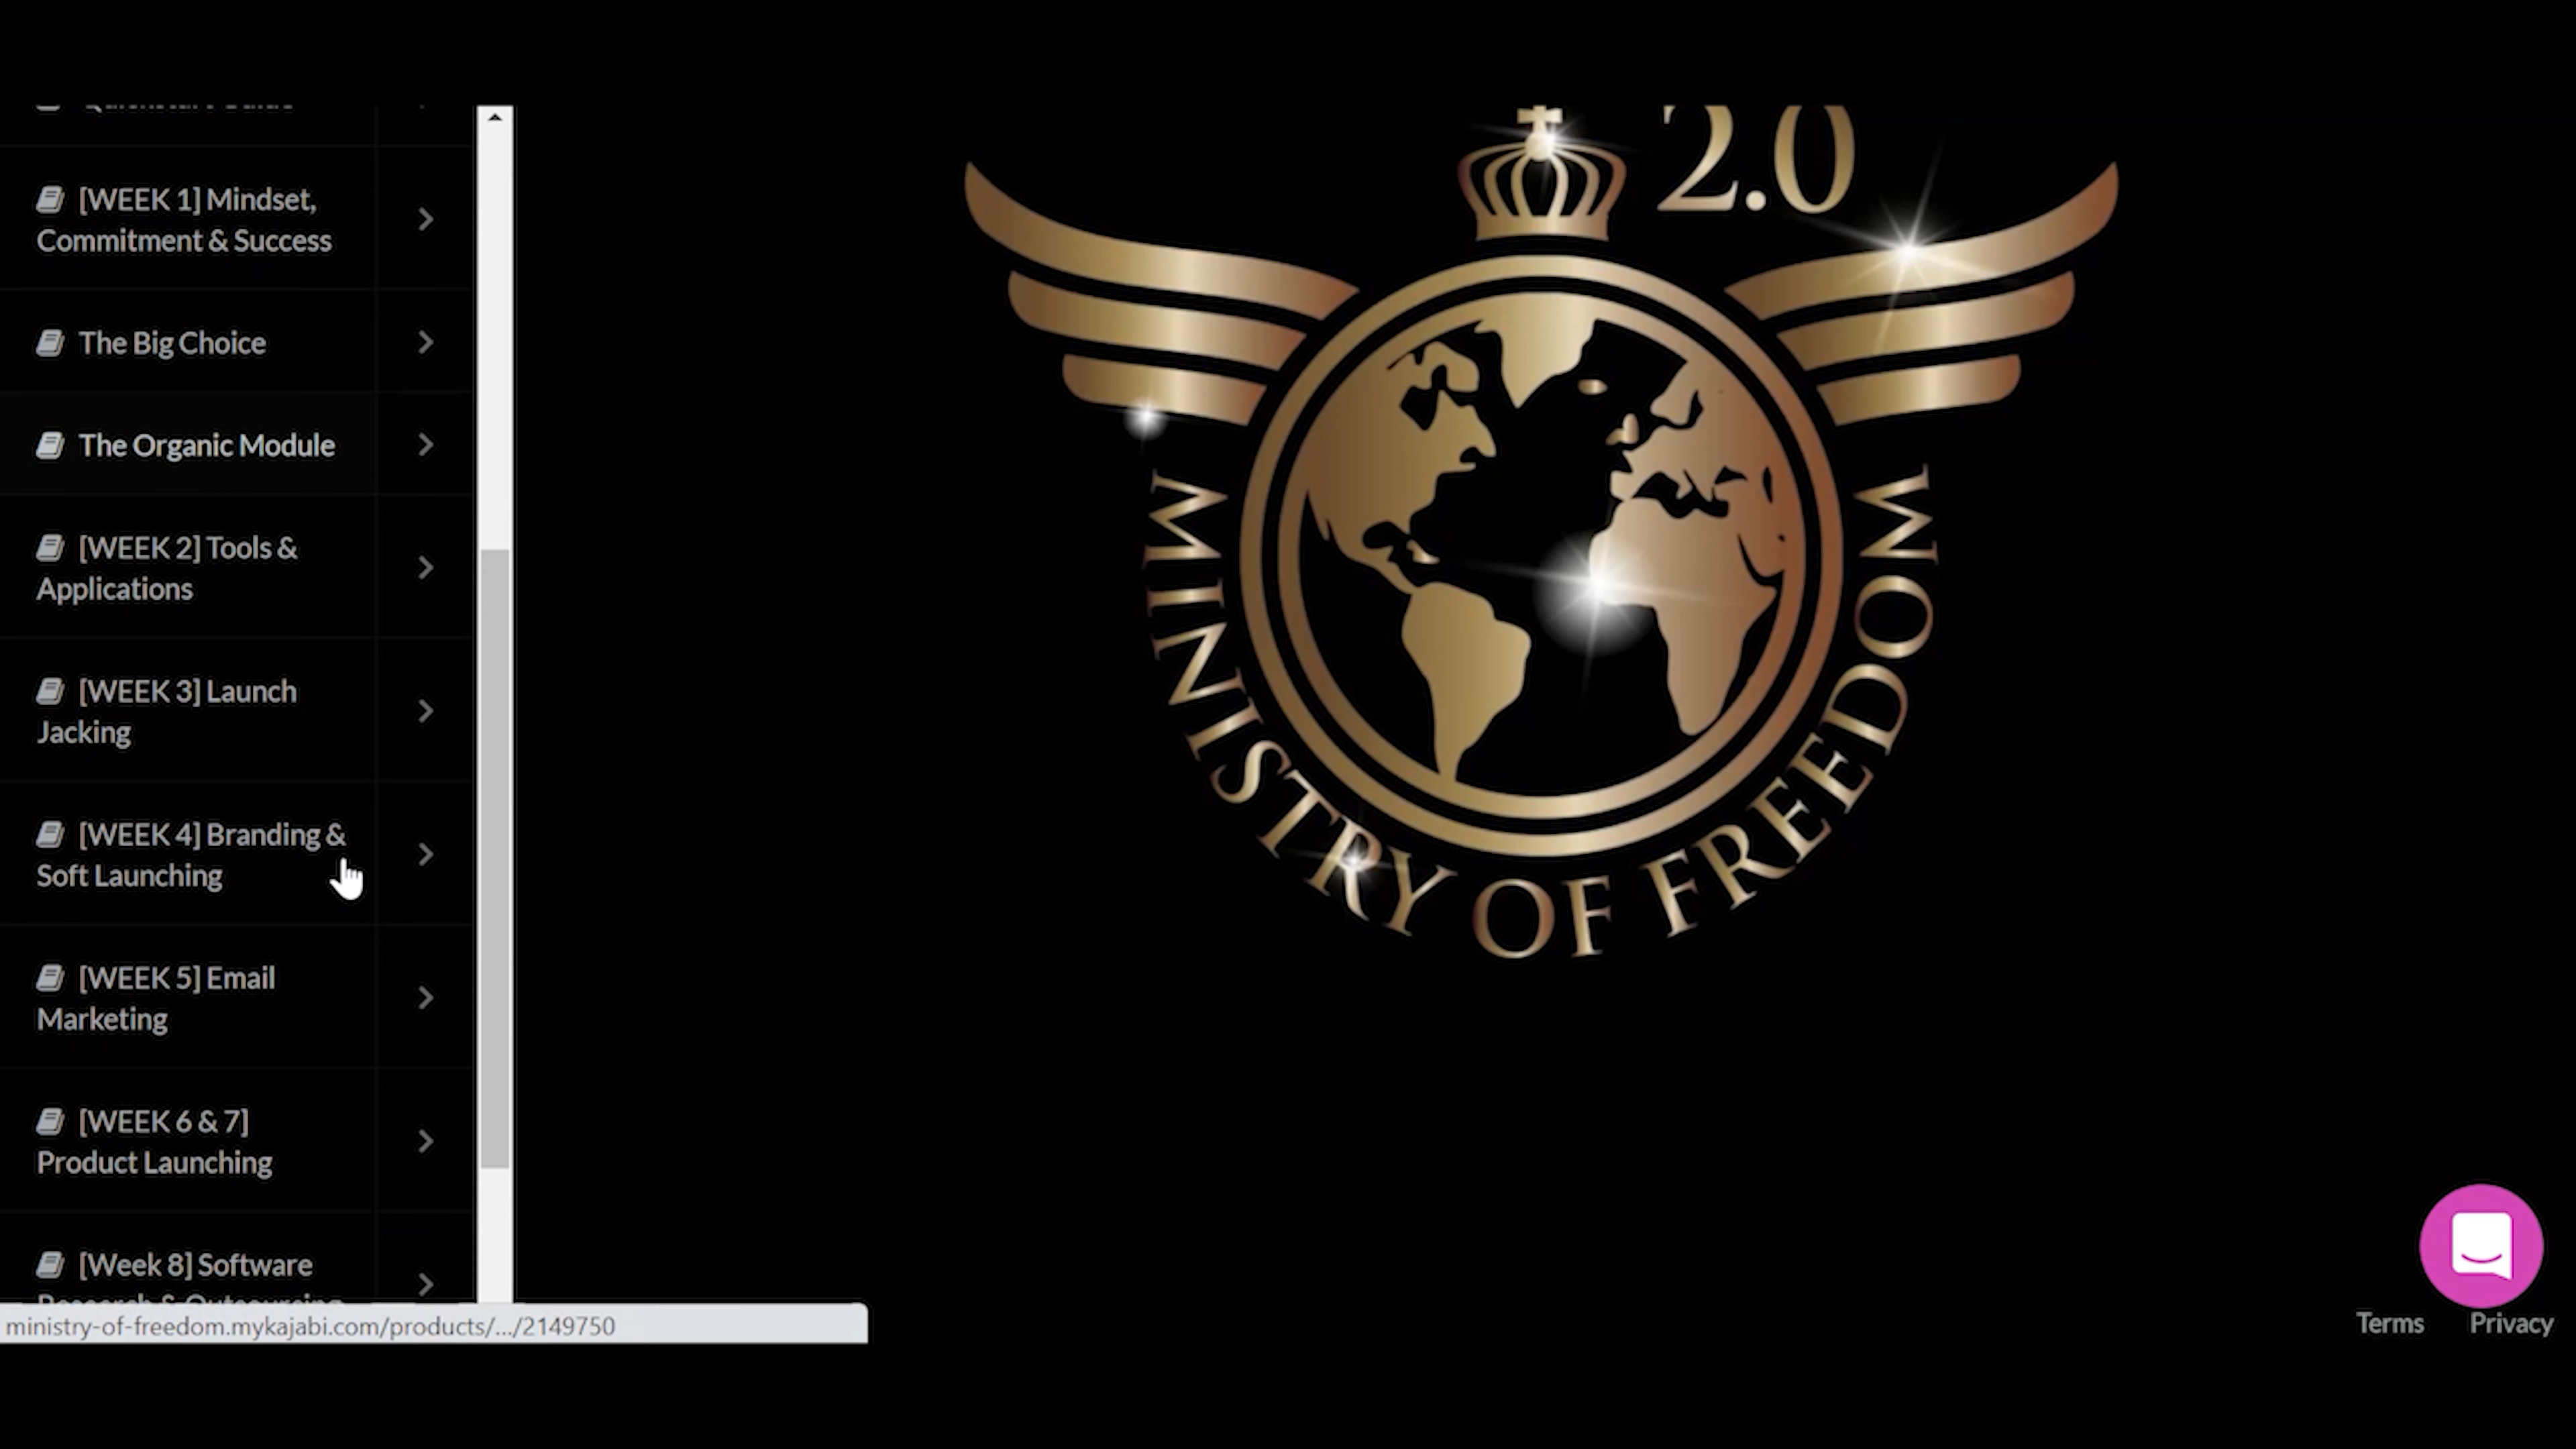 [WEEK 1] Mindset,
Commitment & Success
The Big Choice
The Organic Module
[WEEK 2] Tools &
Applications
[WEEK 3] Launch
Jacking
[WEEK 4] Branding &
Soft Launching
[WEEK 5] Email
Marketing
[WEEK 6 & 7]
Product Launching
[Week 8] Software
Research & Outsourcing
ministry-of-freedom.mykajabi.com/products/.../2149750
2.0
MINISTRY OF FREEDOM
Terms
Privacy